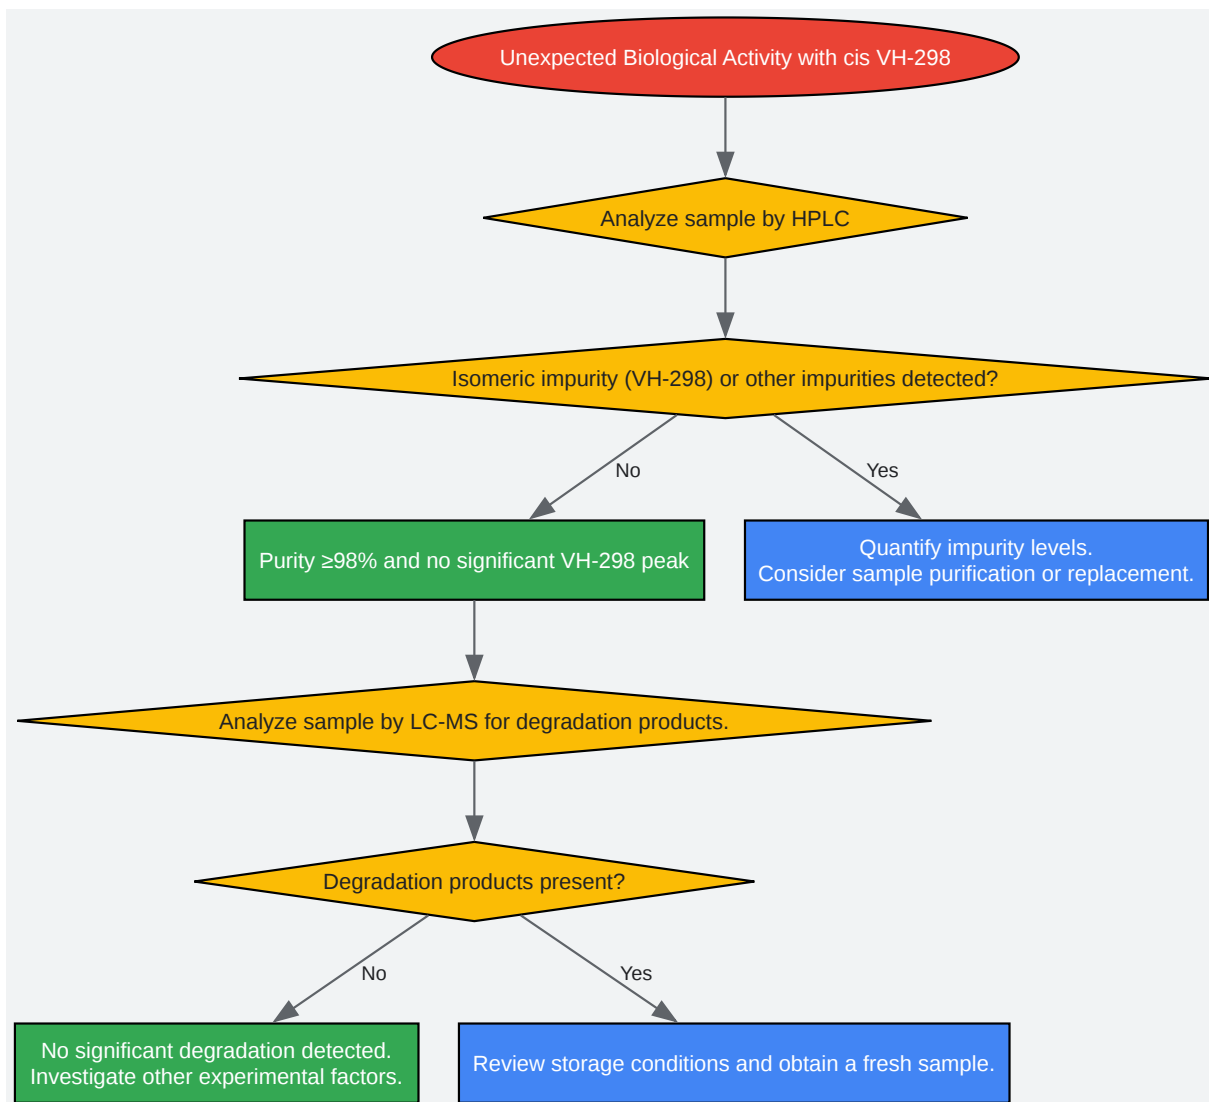 Unexpected Biological Activity with cis VH-298
Analyze sample by HPLC
Isomeric impurity (VH-298) or other impurities detected?
No
Yes
Purity ≥98% and no significant VH-298 peak
Quantify impurity levels.
Consider sample purification or replacement.
Analyze sample by LC-MS for degradation products.
Degradation products present?
No
Yes
No significant degradation detected.
Investigate other experimental factors.
Review storage conditions and obtain a fresh sample.